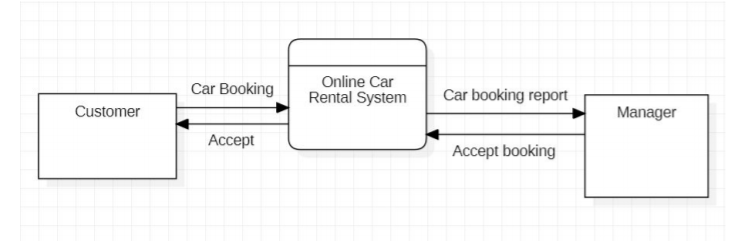 Customer
Car Booking
Accept
Online Car
Rental System
Car booking report
Accept booking
Manager